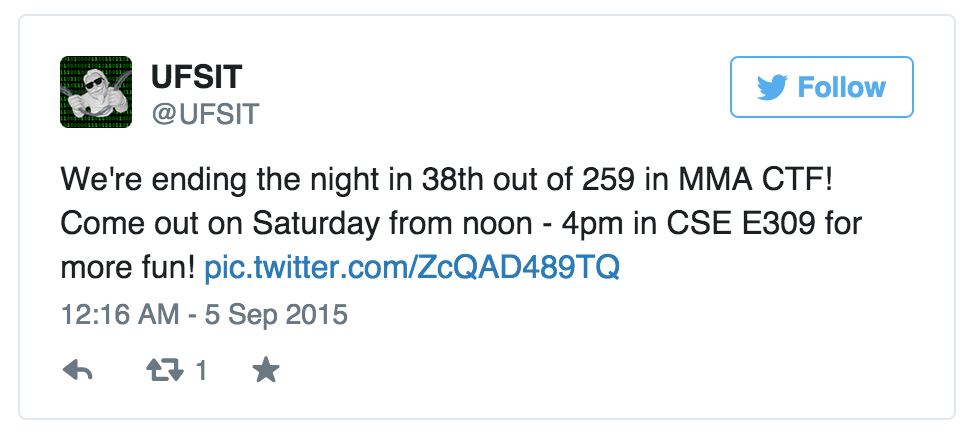 UFSIT
@UFSIT
Follow
We're ending the night in 38th out of 259 in MMA CTF!
Come out on Saturday from noon - 4pm in CSE E309 for
more fun! pic.twitter.com/ZcQAD489TQ
12:16 AM - 5 Sep 2015
1